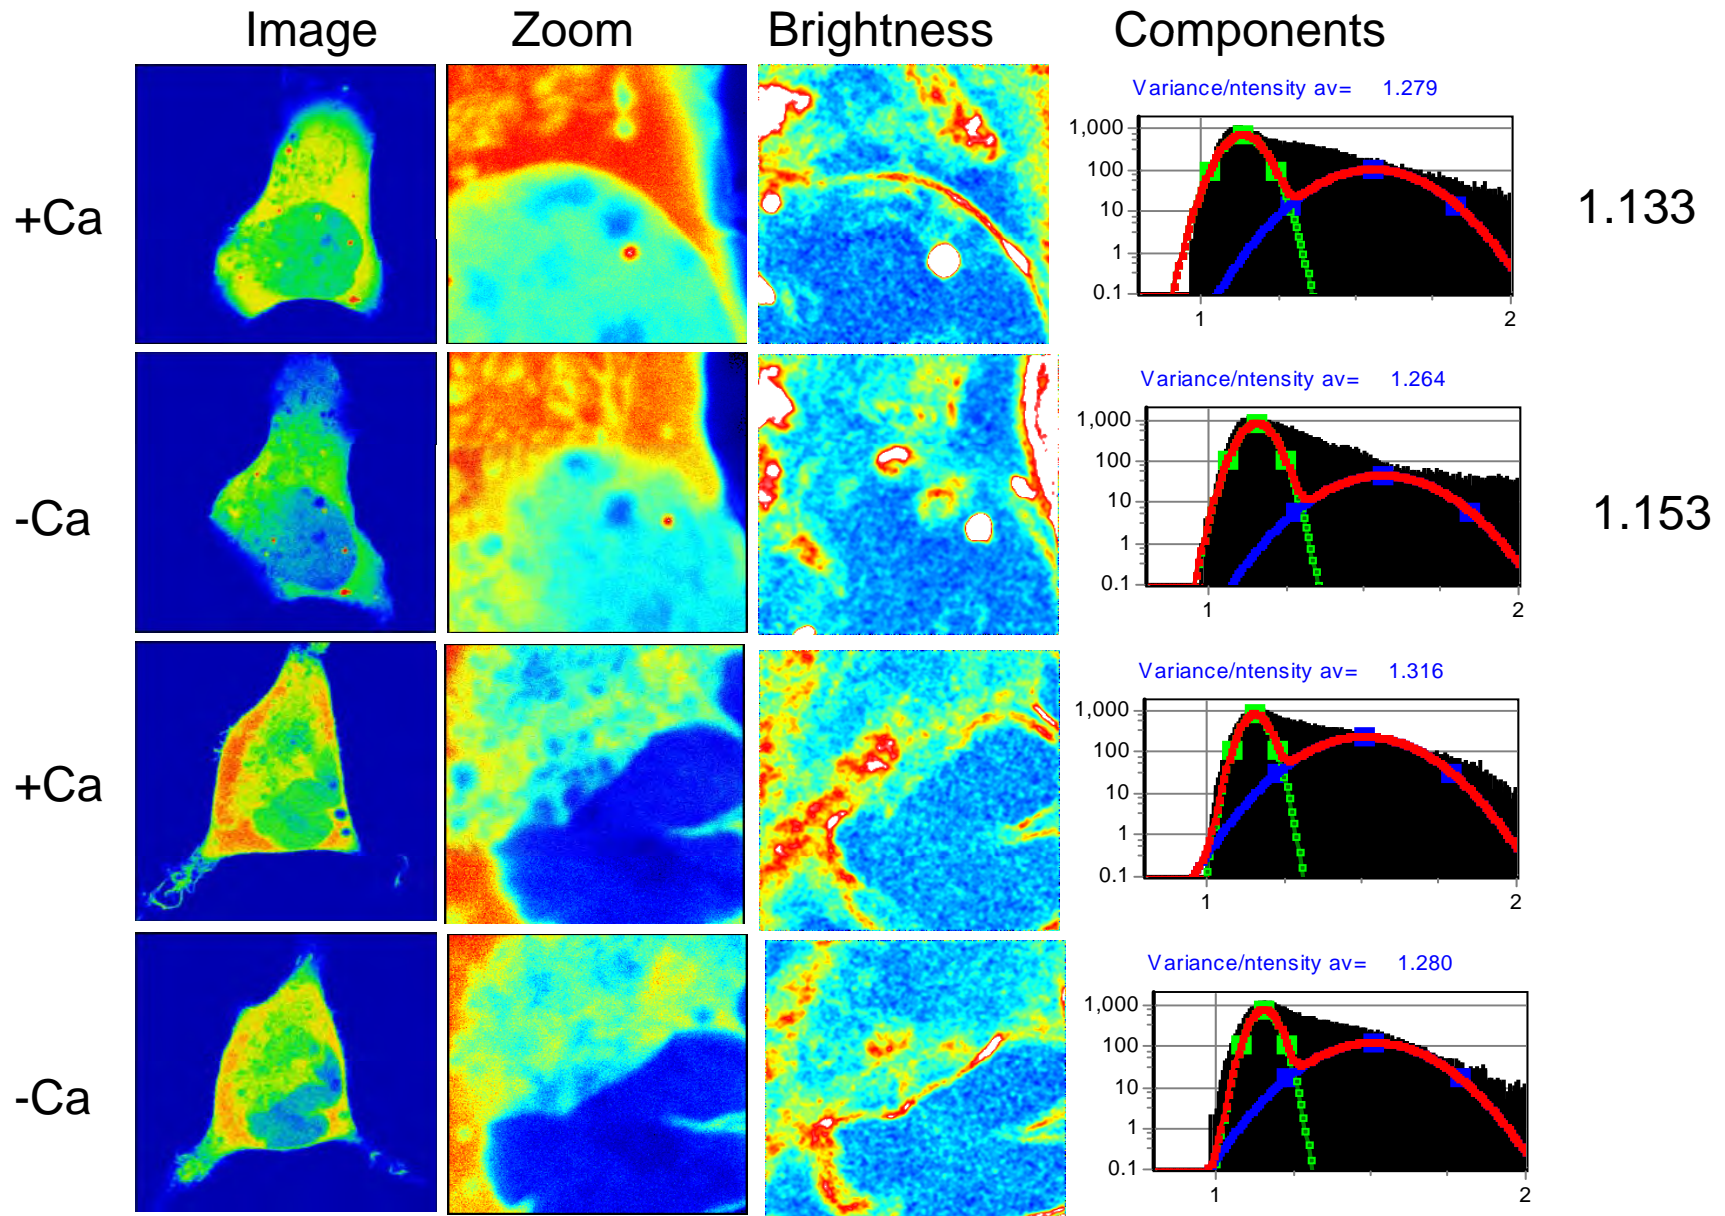 Image Zoom Brightness Components
+Ca
Variance/ntensity av= 1.279
1,000
100
10
1
0.1
1 2
1.133
-Ca
Variance/ntensity av= 1.264
1,000
100
10
1
0.1
1 2
1.153
+Ca
Variance/ntensity av= 1.316
1,000
100
10
1
0.1
1 2
-Ca
Variance/ntensity av= 1.280
1,000
100
10
1
0.1
1 2